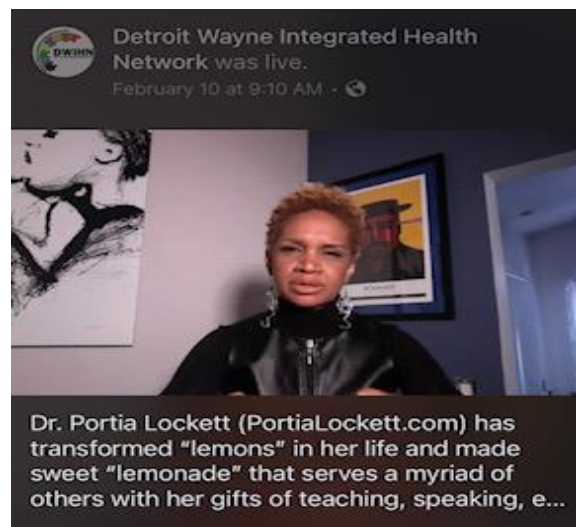 DWIHN
Detroit Wayne Integrated Health
Network was live.
February 10 at 9:10 AM ·
Dr. Portia Lockett (PortiaLockett.com) has
transformed “lemons” in her life and made
sweet “lemonade” that serves a myriad of
others with her gifts of teaching, speaking, e...